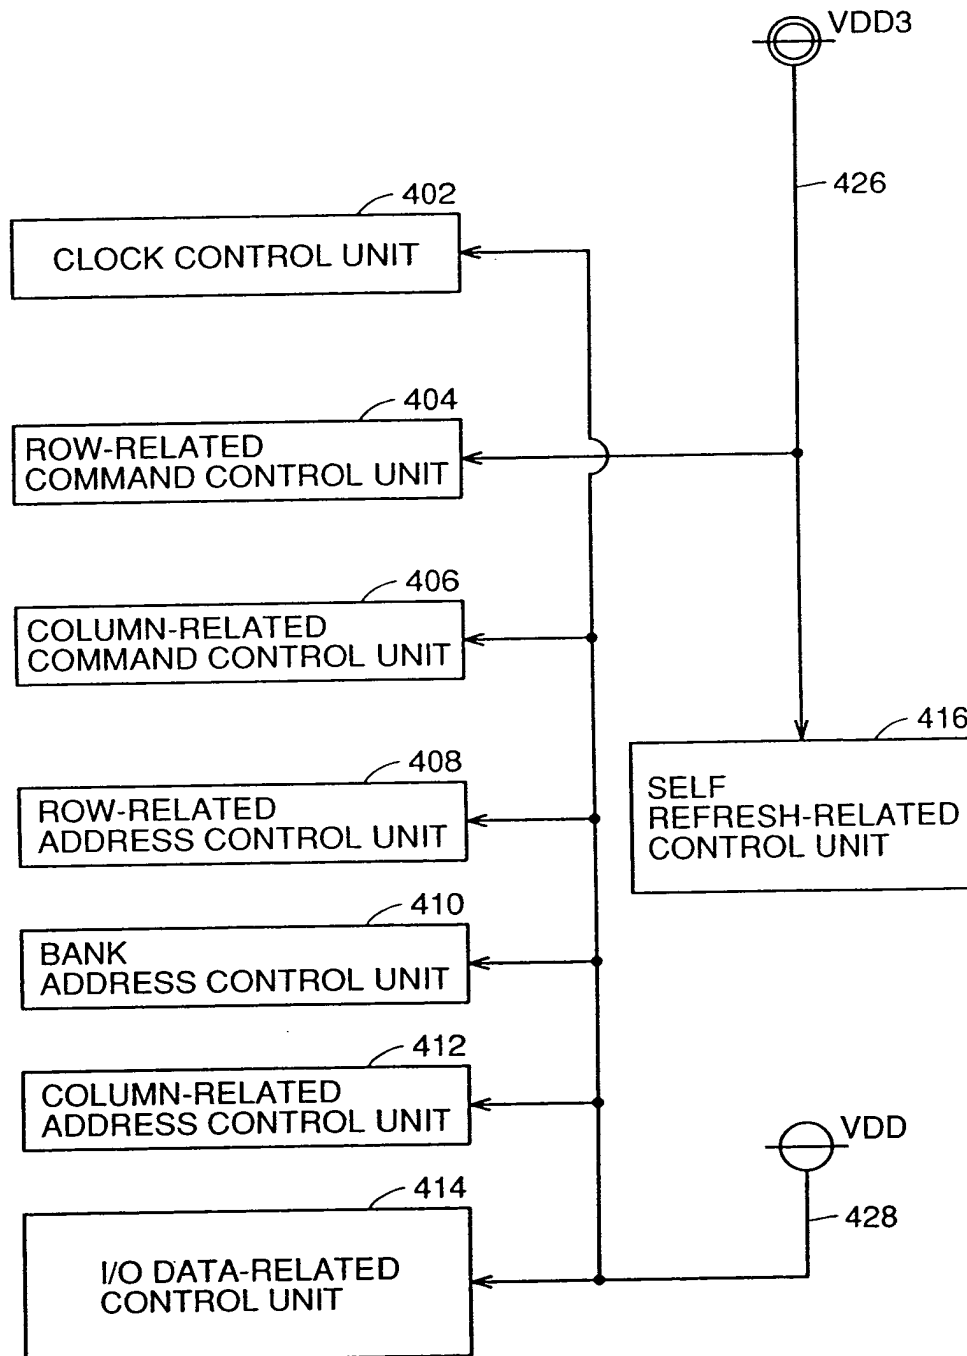 VDD3
426
402
CLOCK CONTROL UNIT
404
ROW-RELATED
COMMAND CONTROL UNIT
406
COLUMN-RELATED
COMMAND CONTROL UNIT
416
SELF
REFRESH-RELATED
CONTROL UNIT
408
ROW-RELATED
ADDRESS CONTROL UNIT
410
BANK
ADDRESS CONTROL UNIT
412
COLUMN-RELATED
ADDRESS CONTROL UNIT
VDD
428
414
I/O DATA-RELATED
CONTROL UNIT